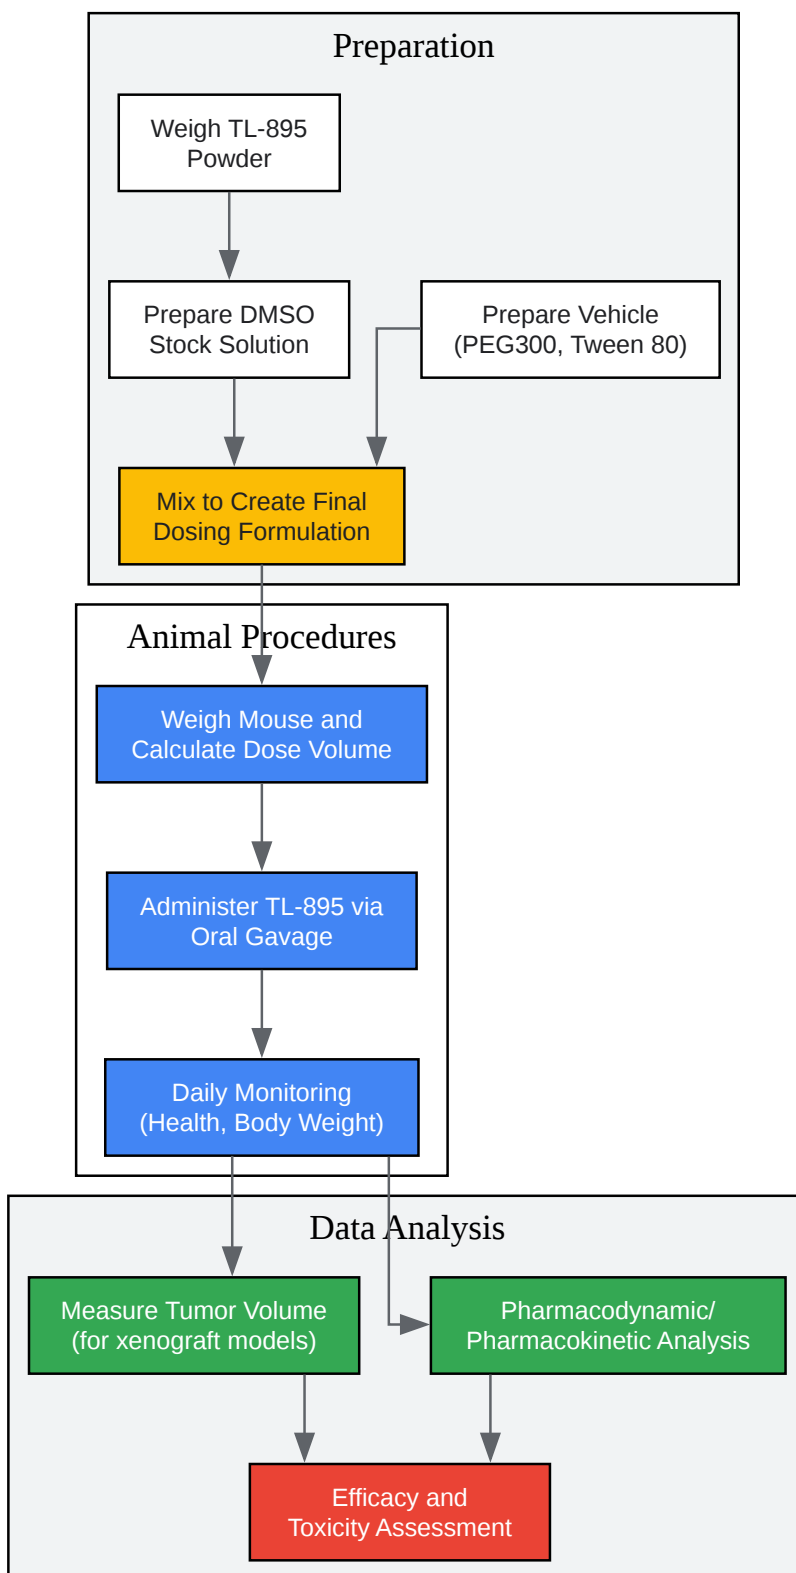 Preparation
Weigh TL-895
Powder
Prepare DMSO
Stock Solution
Prepare Vehicle
(PEG300, Tween 80)
Mix to Create Final
Dosing Formulation
Animal Procedures
Weigh Mouse and
Calculate Dose Volume
Administer TL-895 via
Oral Gavage
Daily Monitoring
(Health, Body Weight)
Data Analysis
Measure Tumor Volume
(for xenograft models)
Pharmacodynamic/
Pharmacokinetic Analysis
Efficacy and
Toxicity Assessment